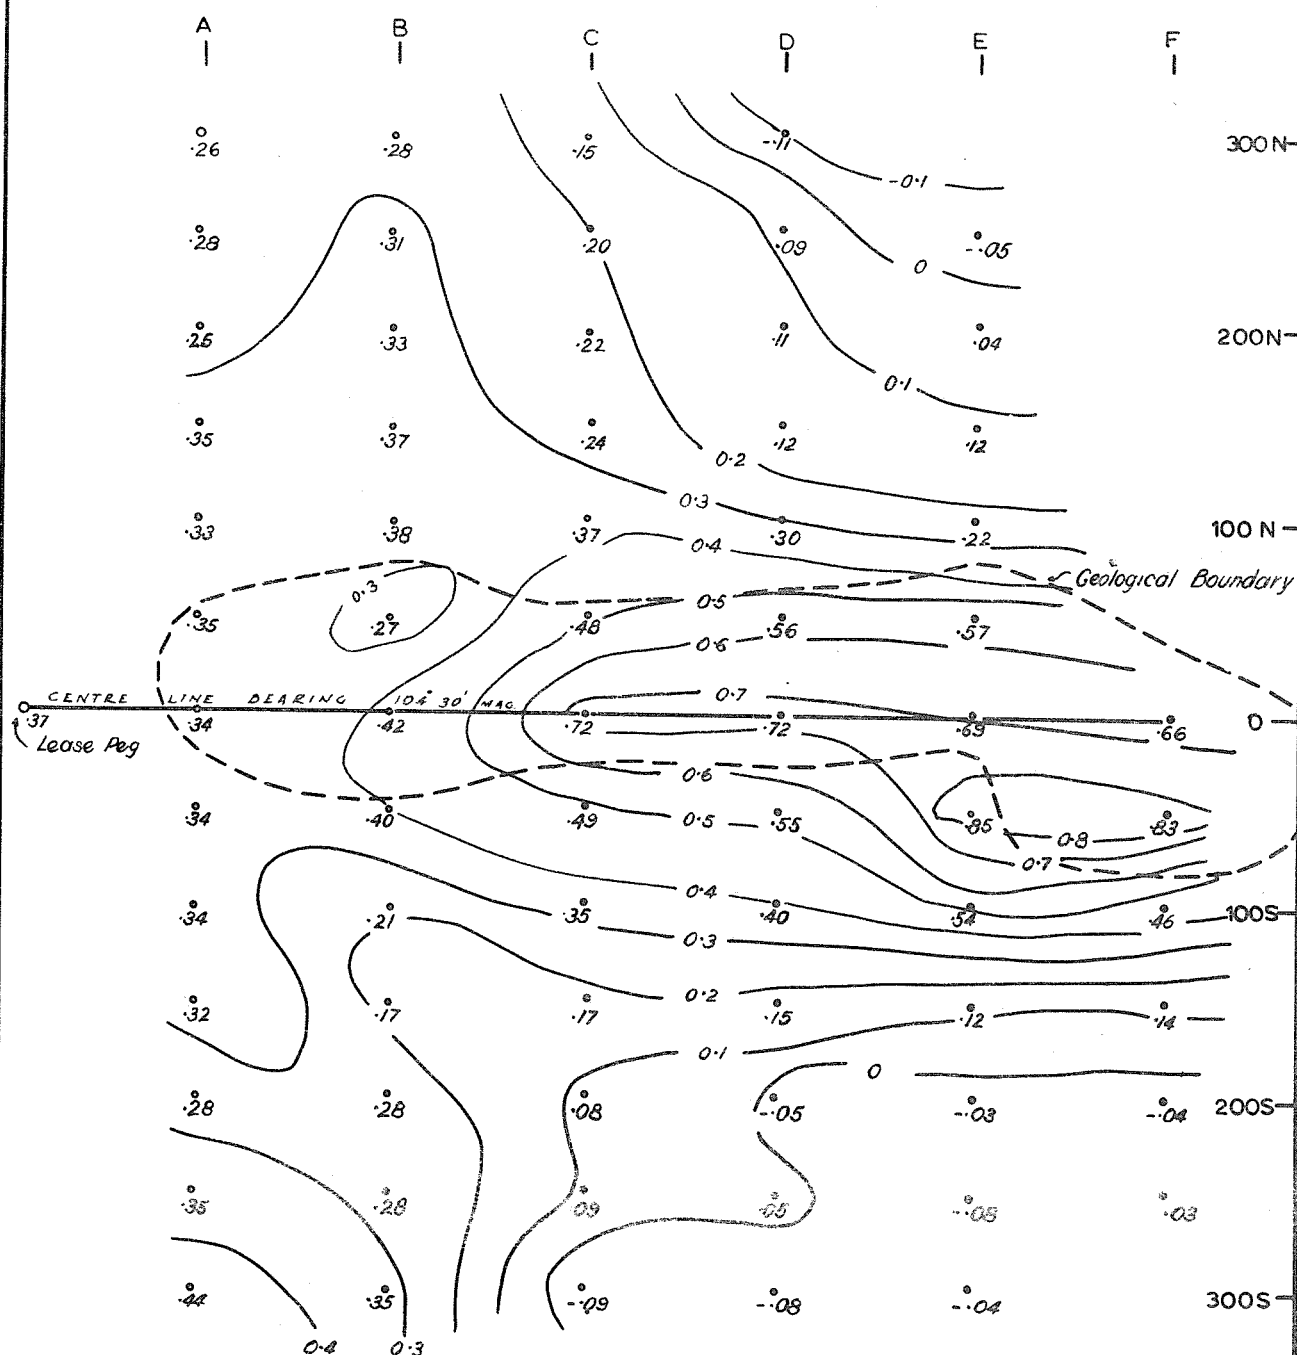 A B C D E F
·26 ·28 ·15 -·11 300N
-0·1
·28 ·31 ·20 ·09 -·05
0
·33 ·22 ·11 ·04 200N
0·1
·35 ·37 ·24 ·12 ·12
0·2
0·3
·33 ·38 ·37 ·30 ·22 100N
0·4
Geological Boundary
0·3
0·5
·35 ·27 ·48 ·56 ·57
0·6
0·7
CENTRE LINE BEARING 104° 30' MAG.
·37 ·34 ·42 ·72 ·72 ·69 ·66 0
Lease Peg
0·6
·34 ·40 ·49 0·5 ·55 ·85 ·83
0·8
0·7
0·4
·34 ·21 ·35 ·40 ·54 ·46 100S
0·3
0·2
·32 ·17 ·17 ·15 ·12 ·14
0·1
0
·28 ·28 ·08 -·05 -·03 -·04 200S
·35 ·28 ·09 ·05 -·08 -·03
·44 ·35 -·09 -·08 -·04 300S
0·4 0·3